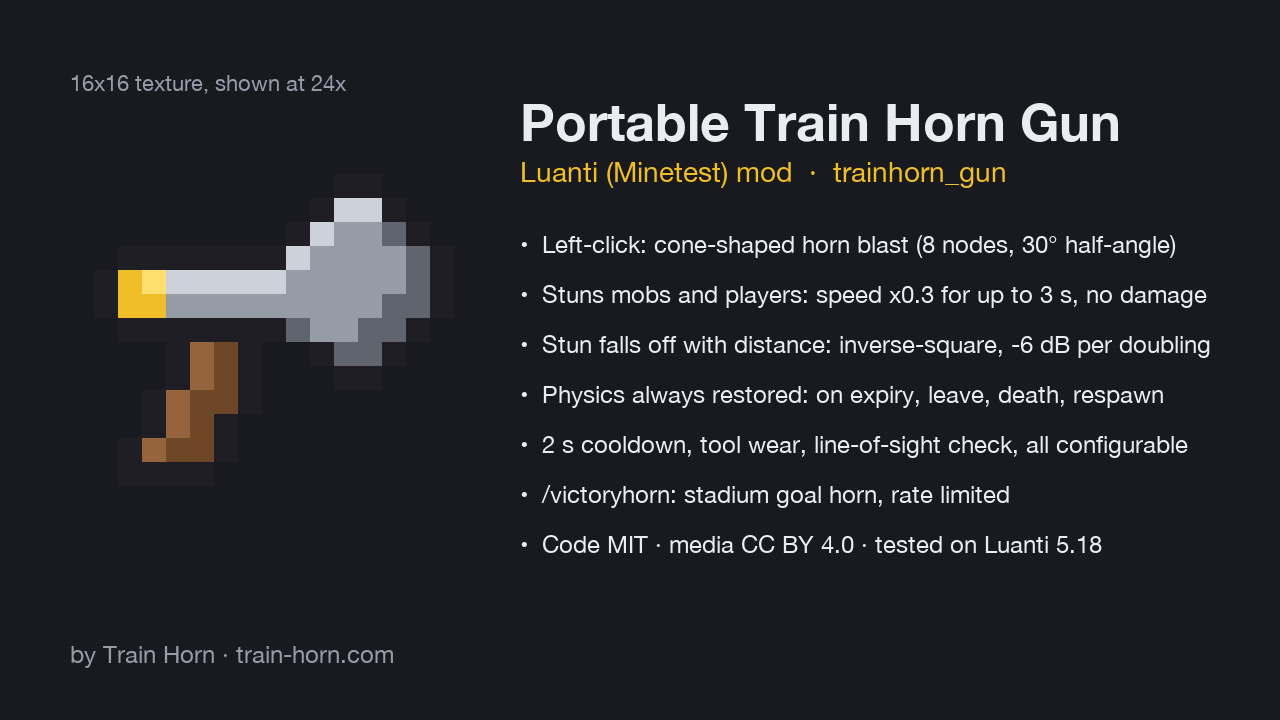 16x16 texture, shown at 24x
Portable Train Horn Gun
Luanti (Minetest) mod · trainhorn_gun
• Left-click: cone-shaped horn blast (8 nodes, 30° half-angle)
• Stuns mobs and players: speed x0.3 for up to 3 s, no damage
• Stun falls off with distance: inverse-square, -6 dB per doubling
• Physics always restored: on expiry, leave, death, respawn
• 2 s cooldown, tool wear, line-of-sight check, all configurable
• /victoryhorn: stadium goal horn, rate limited
• Code MIT · media CC BY 4.0 · tested on Luanti 5.18
by Train Horn · train-horn.com